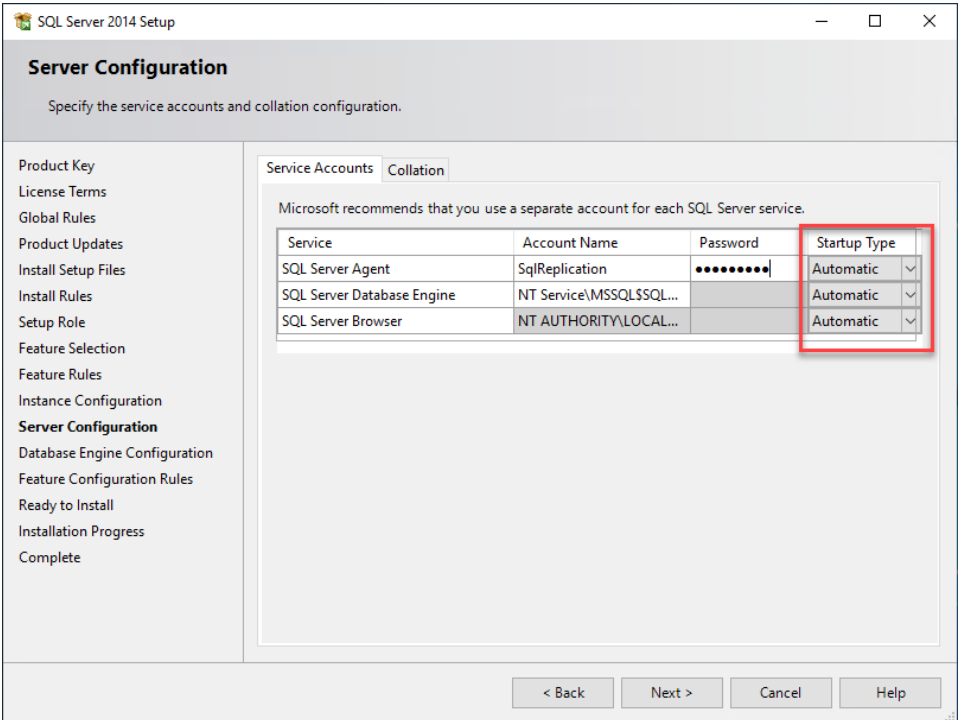 SQL Server 2014 Setup
Server Configuration
Specify the service accounts and collation configuration.
Product Key
License Terms
Global Rules
Product Updates
Install Setup Files
Install Rules
Setup Role
Feature Selection
Feature Rules
Instance Configuration
Server Configuration
Database Engine Configuration
Feature Configuration Rules
Ready to Install
Installation Progress
Complete
Service Accounts Collation
Microsoft recommends that you use a separate account for each SQL Server service.
Service Account Name Password Startup Type
SQL Server Agent SqlReplication ●●●●●●●●● Automatic
SQL Server Database Engine NT Service\MSSQL$SQL... Automatic
SQL Server Browser NT AUTHORITY\LOCAL... Automatic
< Back Next > Cancel Help